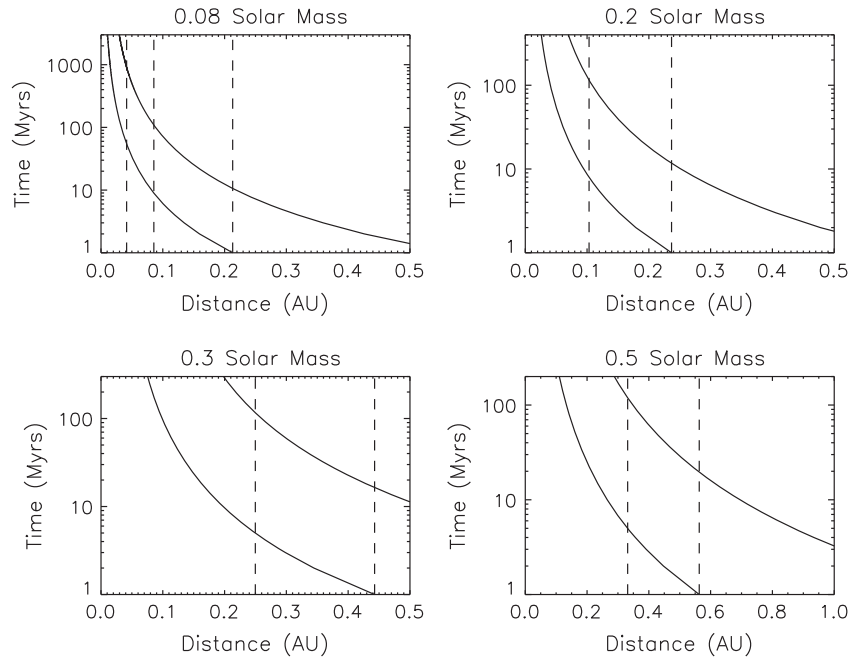 0.08 Solar Mass
Time (Myrs)
1000
100
10
1
0.0 0.1 0.2 0.3 0.4 0.5
Distance (AU)
0.2 Solar Mass
Time (Myrs)
100
10
1
0.0 0.1 0.2 0.3 0.4 0.5
Distance (AU)
0.3 Solar Mass
Time (Myrs)
100
10
1
0.0 0.1 0.2 0.3 0.4 0.5
Distance (AU)
0.5 Solar Mass
Time (Myrs)
100
10
1
0.0 0.2 0.4 0.6 0.8 1.0
Distance (AU)